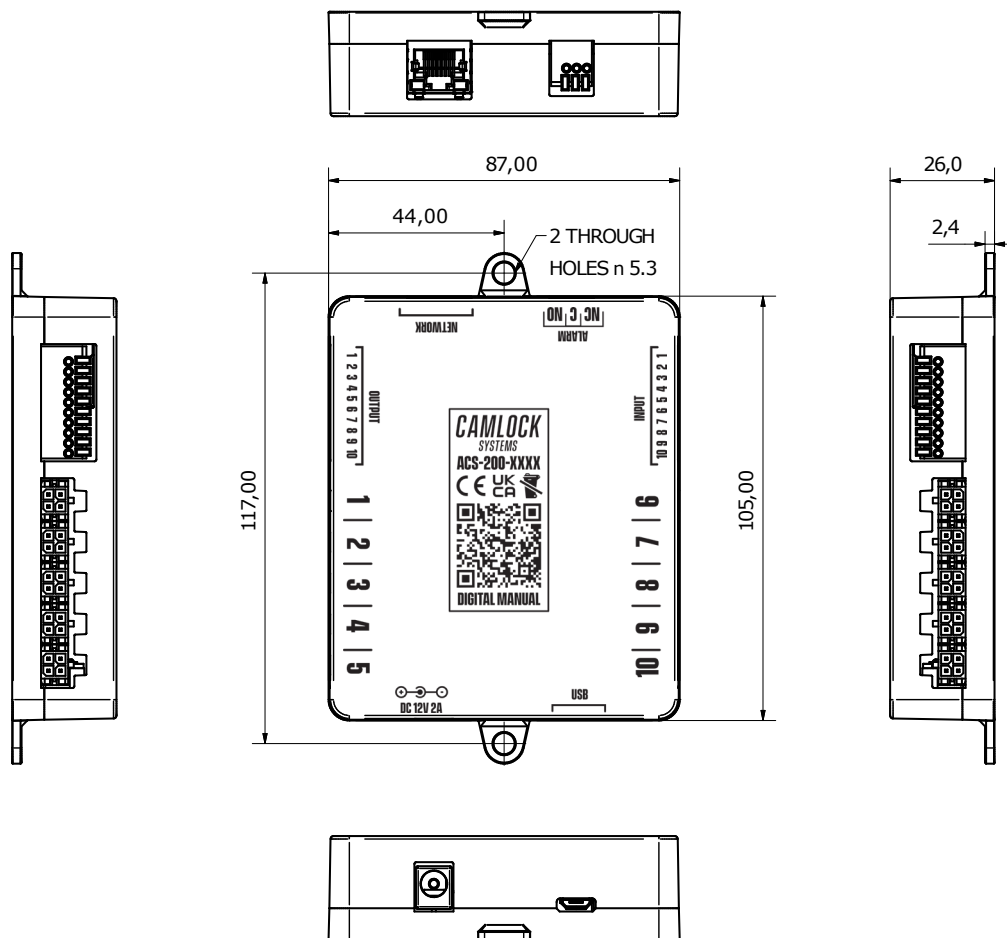 87,00
26,0
44,00
2,4
2 THROUGH
HOLES n 5.3
117,00
105,00
NETWORK
NC C NO
ALARM
1 2 3 4 5 6 7 8 9 10
OUTPUT
INPUT
10 9 8 7 6 5 4 3 2 1
CAMLOCK
SYSTEMS
ACS-200-XXXX
CE UK
CA
DIGITAL MANUAL
1 | 2 | 3 | 4 | 5
10 | 9 | 8 | 7 | 6
DC 12V 2A
USB